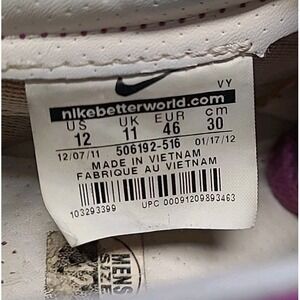 VY
nikebetterworld.com
US UK EUR cm
12 11 46 30
12/07/11 506192-516 01/17/12
MADE IN VIETNAM
FABRIQUE AU VIETNAM
103293399 UPC 00091209893463
MENS
SIZE